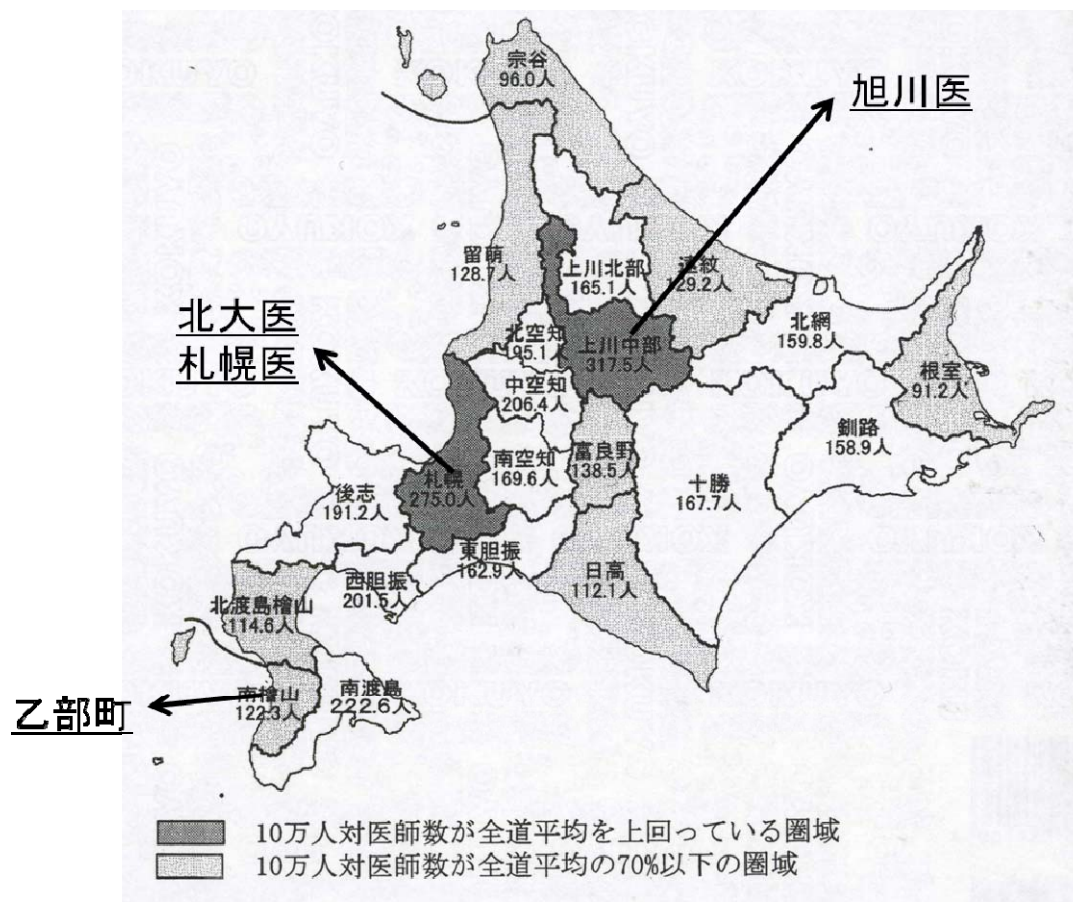 宗谷
96.0人
旭川医
留萌
128.7人
上川北部
165.1人
遠紋
129.2人
北大医
札幌医
北空知
195.1人
上川中部
317.5人
北網
159.8人
根室
91.2人
中空知
206.4人
釧路
158.9人
南空知
169.6人
富良野
138.5人
札幌
275.0人
十勝
167.7人
後志
191.2人
東胆振
162.9人
西胆振
201.5人
日高
112.1人
北渡島檜山
114.6人
南檜山
122.3人
南渡島
222.6人
乙部町
10万人対医師数が全道平均を上回っている圏域
10万人対医師数が全道平均の70%以下の圏域